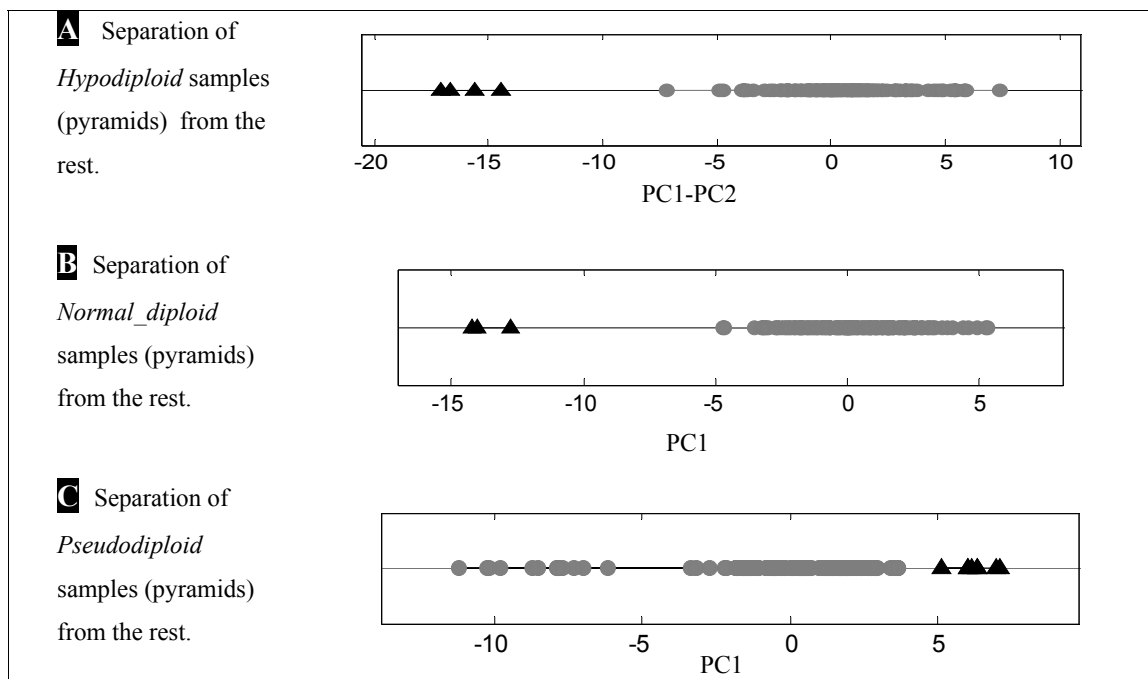 A Separation of
Hypodiploid samples
(pyramids) from the
rest.
-20 -15 -10 -5 0 5 10
PC1-PC2
B Separation of
Normal_diploid
samples (pyramids)
from the rest.
-15 -10 -5 0 5
PC1
C Separation of
Pseudodiploid
samples (pyramids)
from the rest.
-10 -5 0 5
PC1